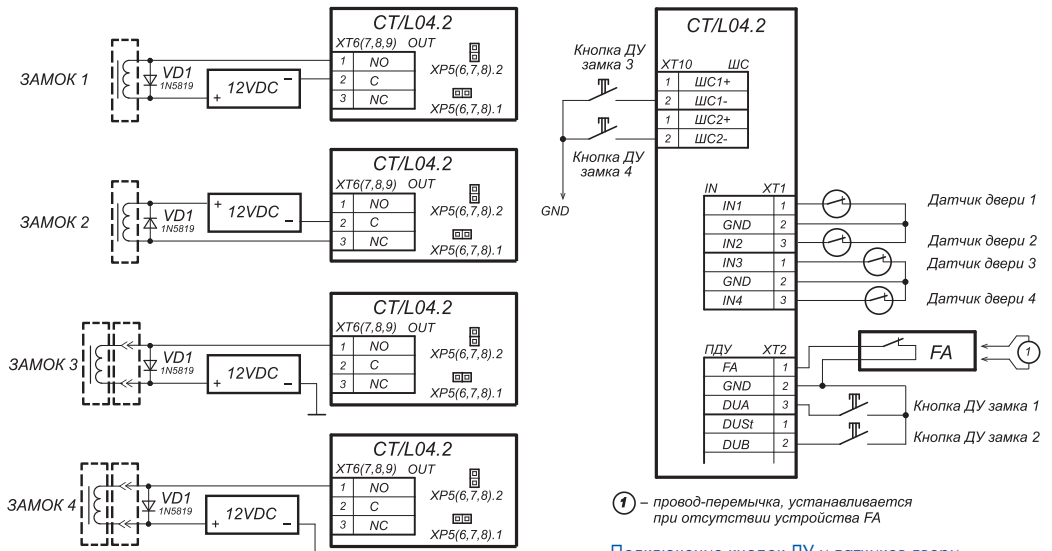 CT/L04.2
XT6(7,8,9) OUT
1 NO
2 C
3 NC
XP5(6,7,8).2
XP5(6,7,8).1
ЗАМОК 1
VD1
1N5819
12VDC
–
+
CT/L04.2
XT6(7,8,9) OUT
1 NO
2 C
3 NC
XP5(6,7,8).2
XP5(6,7,8).1
ЗАМОК 2
VD1
1N5819
+
12VDC
–
CT/L04.2
XT6(7,8,9) OUT
1 NO
2 C
3 NC
XP5(6,7,8).2
XP5(6,7,8).1
ЗАМОК 3
VD1
1N5819
12VDC
+
–
CT/L04.2
XT6(7,8,9) OUT
1 NO
2 C
3 NC
XP5(6,7,8).2
XP5(6,7,8).1
ЗАМОК 4
VD1
1N5819
12VDC
+
–
CT/L04.2
Кнопка ДУ
замка 3
XT10 ШС
1 ШС1+
2 ШС1-
1 ШС2+
2 ШС2-
Кнопка ДУ
замка 4
GND
IN XT1
IN1 1
GND 2
IN2 3
IN3 1
GND 2
IN4 3
Датчик двери 1
Датчик двери 2
Датчик двери 3
Датчик двери 4
ПДУ XT2
FA 1
GND 2
DUA 3
DUSt 1
DUB 2
FA
1
Кнопка ДУ замка 1
Кнопка ДУ замка 2
1 – провод-перемычка, устанавливается
при отсутствии устройства FA
Подключение кнопок ДУ и датчиков двери